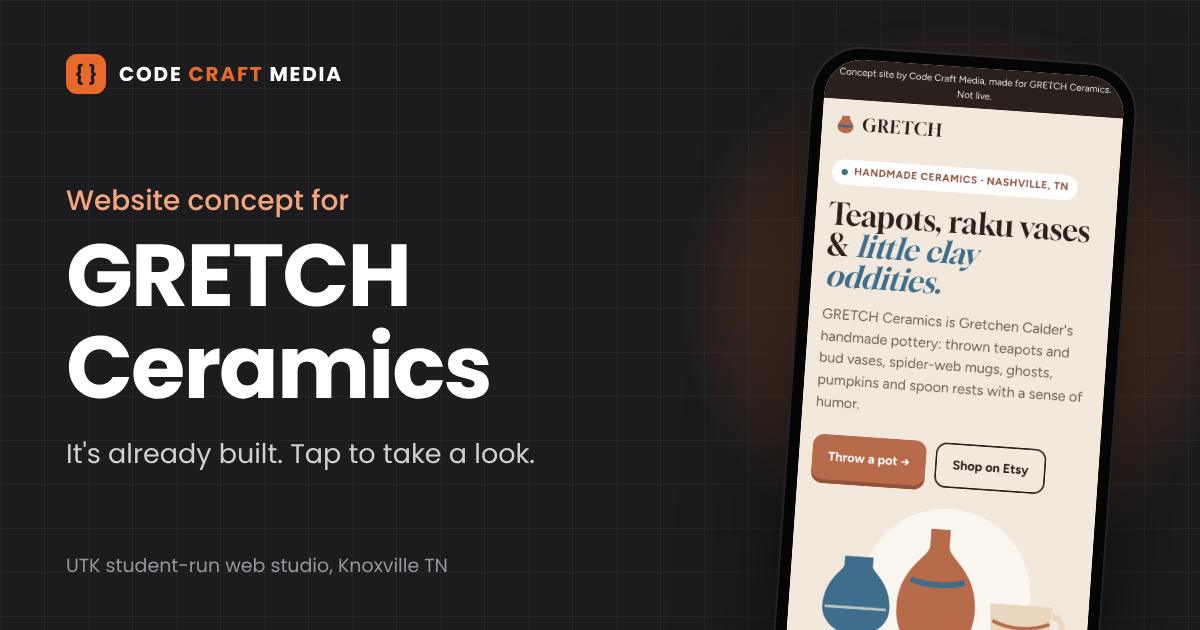 { } CODE CRAFT MEDIA
Website concept for
GRETCH
Ceramics
It's already built. Tap to take a look.
UTK student-run web studio, Knoxville TN
Concept site by Code Craft Media, made for GRETCH Ceramics.
Not live.
GRETCH
HANDMADE CERAMICS · NASHVILLE, TN
Teapots, raku vases
& little clay
oddities.
GRETCH Ceramics is Gretchen Calder's
handmade pottery: thrown teapots and
bud vases, spider-web mugs, ghosts,
pumpkins and spoon rests with a sense of
humor.
Throw a pot →
Shop on Etsy